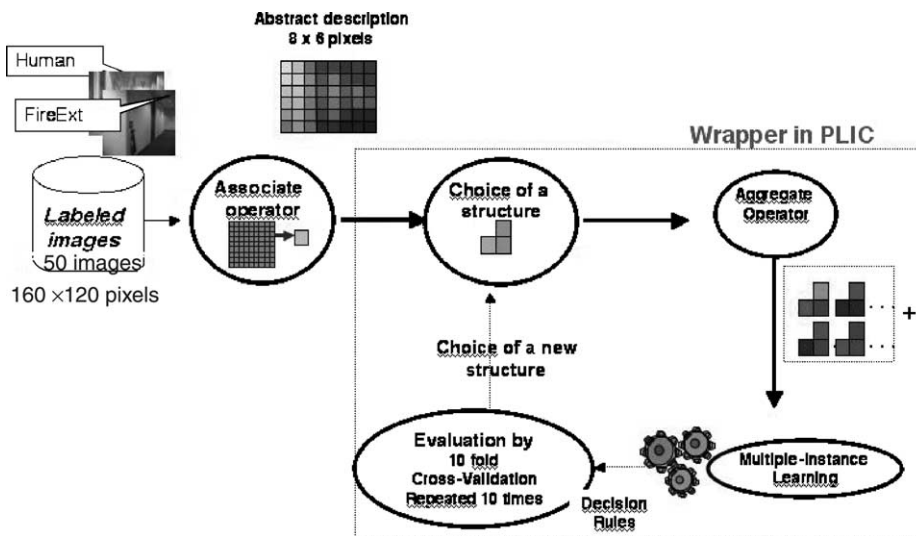 Abstract description
8 x 6 pixels
Human
FireExt
Wrapper in PLIC
Labeled
images
50 images
160 ×120 pixels
Associate
operator
Choice of a
structure
Aggregate
Operator
+
Choice of a new
structure
Evaluation by
10 fold
Cross-Validation
Repeated 10 times
Decision
Rules
Multiple-Instance
Learning